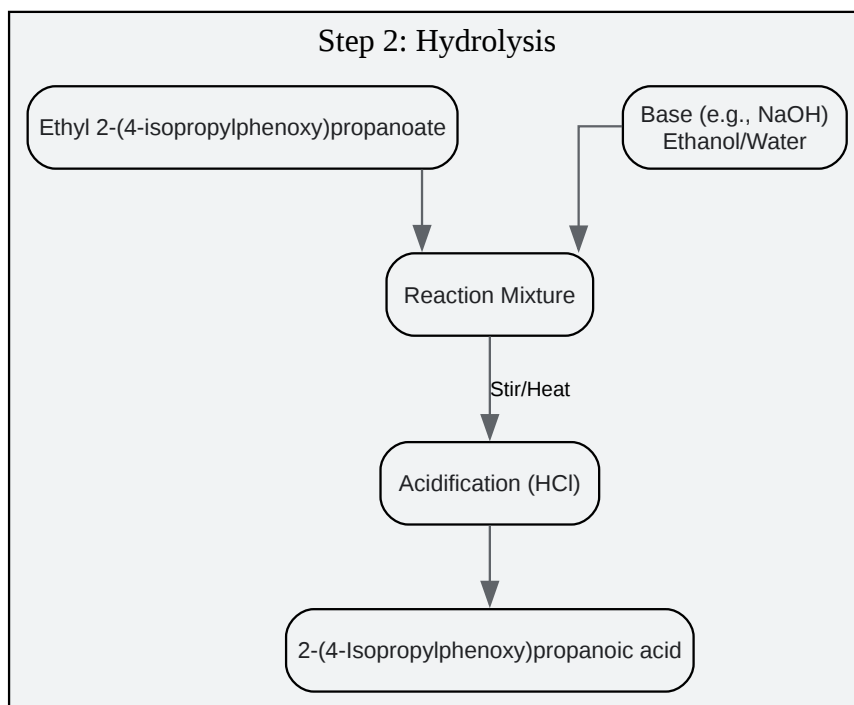 Step 2: Hydrolysis
Ethyl 2-(4-isopropylphenoxy)propanoate
Base (e.g., NaOH)
Ethanol/Water
Reaction Mixture
Stir/Heat
Acidification (HCl)
2-(4-Isopropylphenoxy)propanoic acid